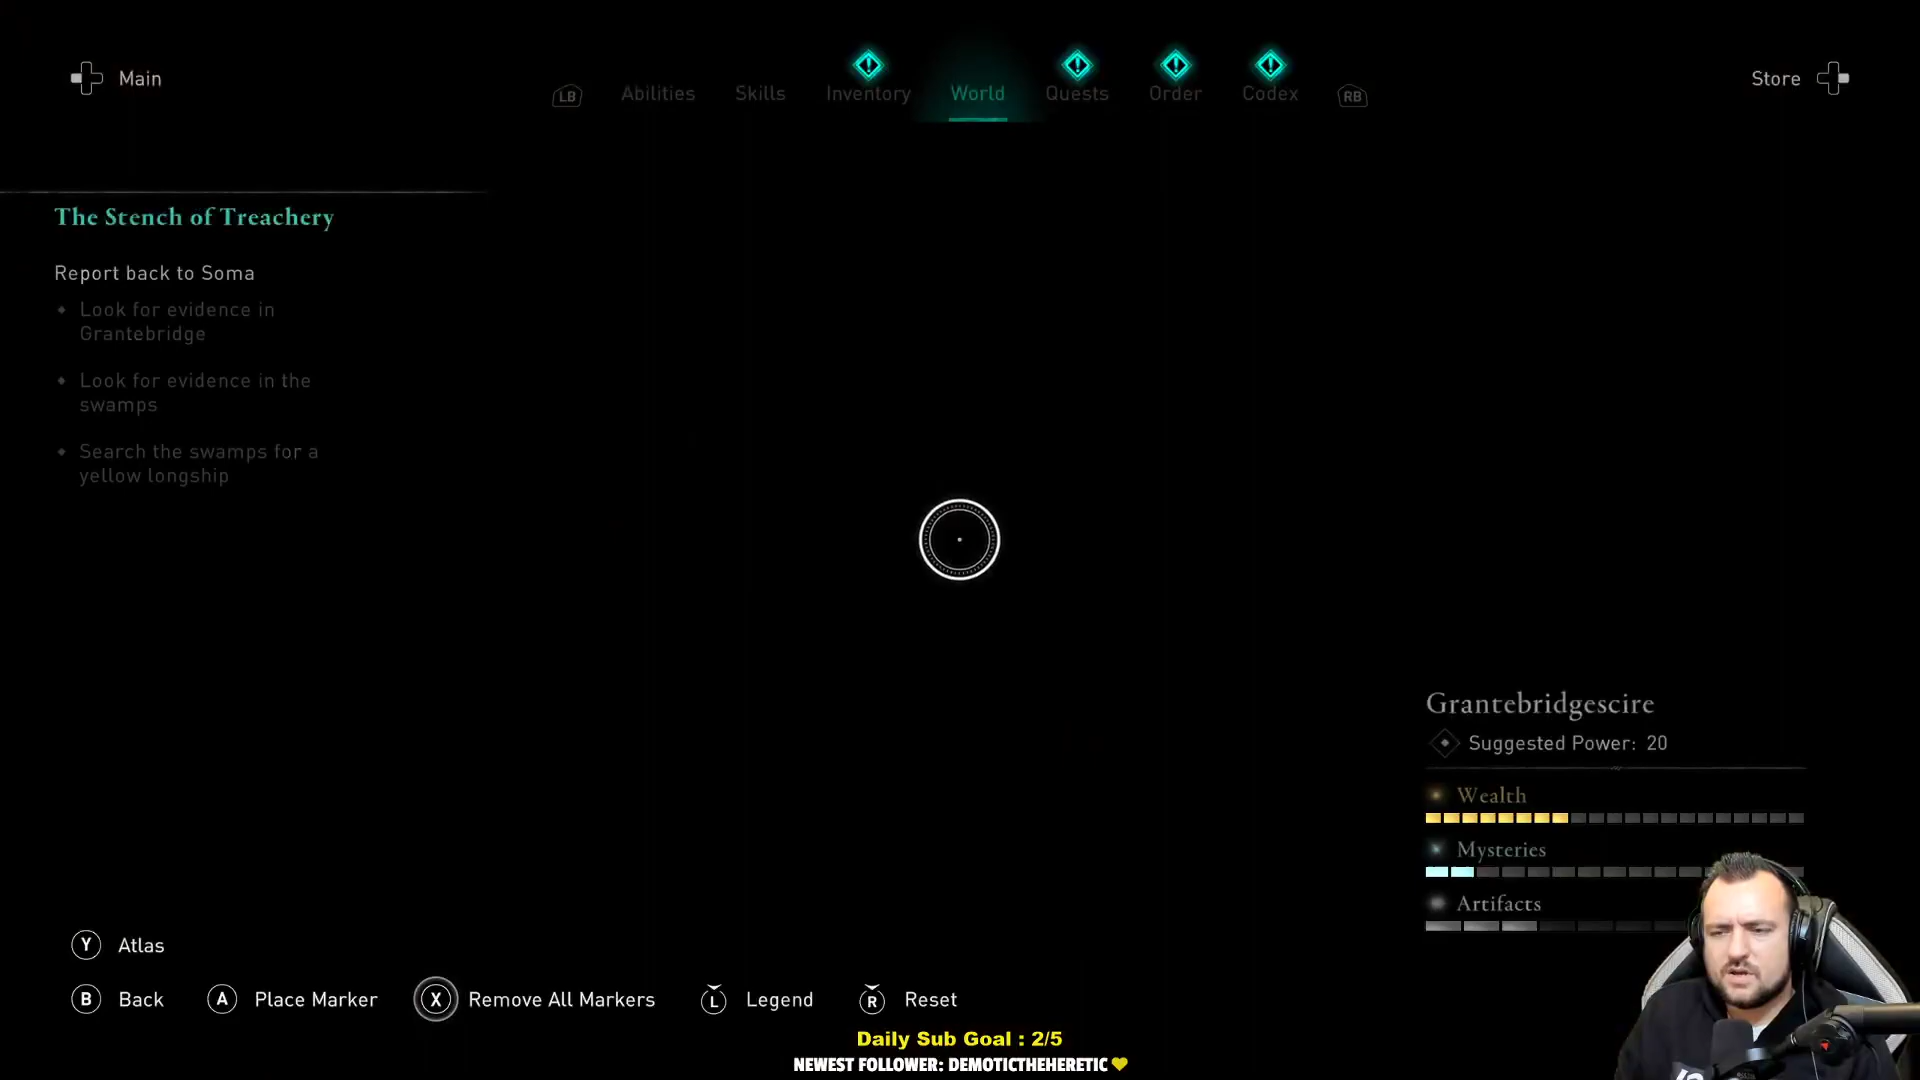 Main
LB
Abilities
Skills
Inventory
World
Quests
Order
Codex
RB
Store
The Stench of Treachery
Report back to Soma
Look for evidence in
Grantebridge
Look for evidence in the
swamps
Search the swamps for a
yellow longship
Grantebridgescire
Suggested Power: 20
Wealth
Mysteries
Artifacts
Y Atlas
B Back
A Place Marker
X Remove All Markers
L Legend
R Reset
Daily Sub Goal : 2/5
NEWEST FOLLOWER: DEMOTICTHEHERETIC